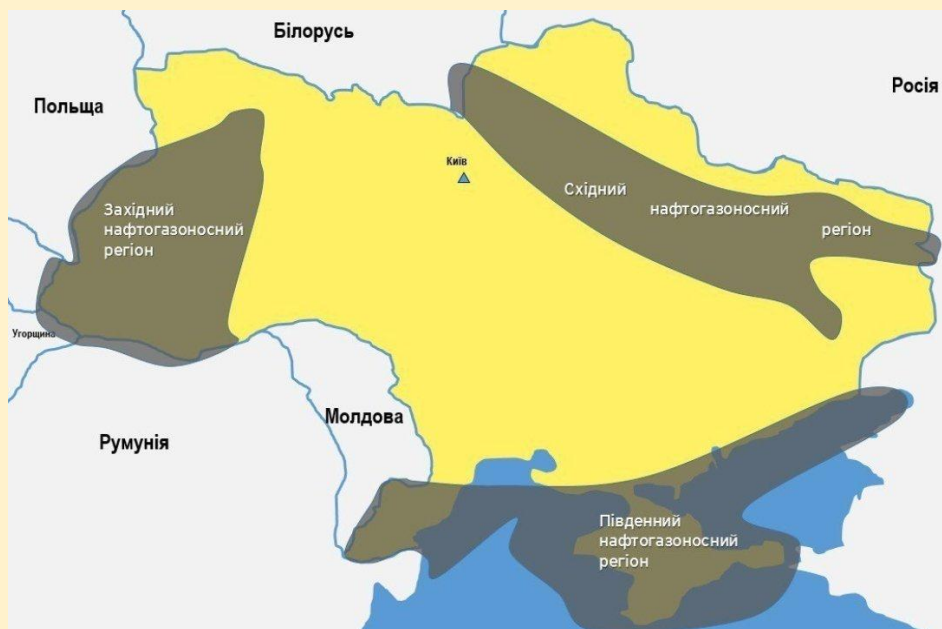 Білорусь
Польща
Росія
Київ
Західний
нафтогазоносний
регіон
Східний
нафтогазоносний
регіон
Угорщина
Молдова
Румунія
Південний
нафтогазоносний
регіон